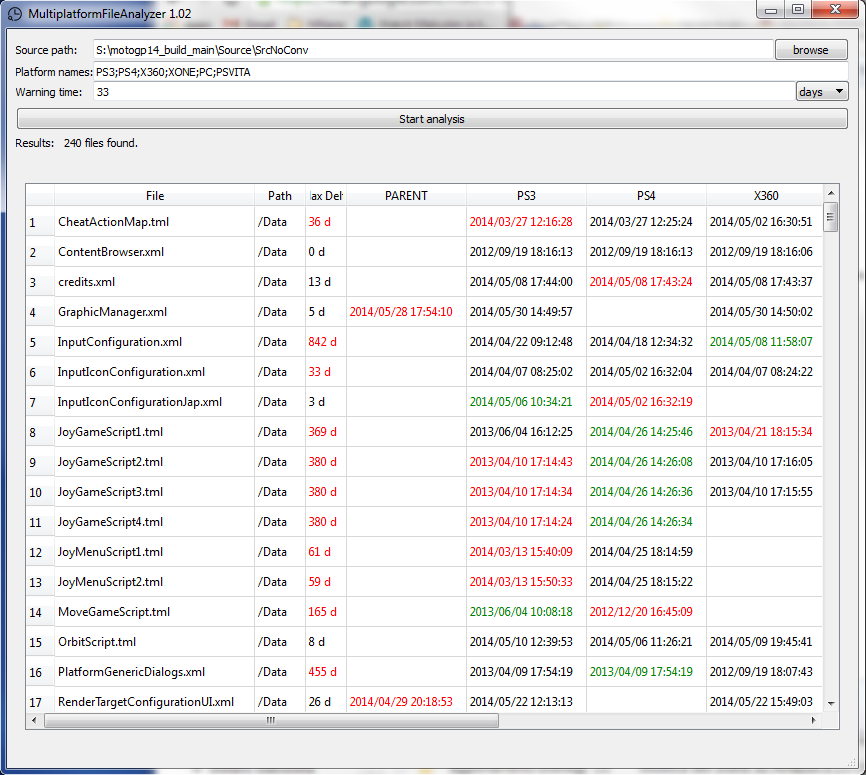 MultiplatformFileAnalyzer 1.02
Source path: S:\motogp14_build_main\Source\SrcNoConv browse
Platform names: PS3;PS4;X360;XONE;PC;PSVITA
Warning time: 33 days
Start analysis
Results: 240 files found.
File Path PARENT PS3 PS4 X360
1 CheatActionMap.tml /Data 36 d 2014/03/27 12:16:28 2014/03/27 12:25:24 2014/05/02 16:30:51
2 ContentBrowser.xml /Data 0 d 2012/09/19 18:16:13 2012/09/19 18:16:13 2012/09/19 18:16:06
3 credits.xml /Data 13 d 2014/05/08 17:44:00 2014/05/08 17:43:24 2014/05/08 17:43:37
4 GraphicManager.xml /Data 5 d 2014/05/28 17:54:10 2014/05/30 14:49:57 2014/05/30 14:50:02
5 InputConfiguration.xml /Data 842 d 2014/04/22 09:12:48 2014/04/18 12:34:32 2014/05/08 11:58:07
6 InputIconConfiguration.xml /Data 33 d 2014/04/07 08:25:02 2014/05/02 16:32:04 2014/04/07 08:24:22
7 InputIconConfigurationJap.xml /Data 3 d 2014/05/06 10:34:21 2014/05/02 16:32:19
8 JoyGameScript1.tml /Data 369 d 2013/06/04 16:12:25 2014/04/26 14:25:46 2013/04/21 18:15:34
9 JoyGameScript2.tml /Data 380 d 2013/04/10 17:14:43 2014/04/26 14:26:08 2013/04/10 17:16:05
10 JoyGameScript3.tml /Data 380 d 2013/04/10 17:14:34 2014/04/26 14:26:36 2013/04/10 17:15:55
11 JoyGameScript4.tml /Data 380 d 2013/04/10 17:14:24 2014/04/26 14:26:34
12 JoyMenuScript1.tml /Data 61 d 2014/03/13 15:40:09 2014/04/25 18:14:59
13 JoyMenuScript2.tml /Data 59 d 2014/03/13 15:50:33 2014/04/25 18:15:22
14 MoveGameScript.tml /Data 165 d 2013/06/04 10:08:18 2012/12/20 16:45:09
15 OrbitScript.tml /Data 8 d 2014/05/10 12:39:53 2014/05/06 11:26:21 2014/05/09 19:45:41
16 PlatformGenericDialogs.xml /Data 455 d 2013/04/09 17:54:19 2013/04/09 17:54:19 2012/09/19 18:07:43
17 RenderTargetConfigurationUI.xml /Data 26 d 2014/04/29 20:18:53 2014/05/22 12:13:13 2014/05/22 15:49:03